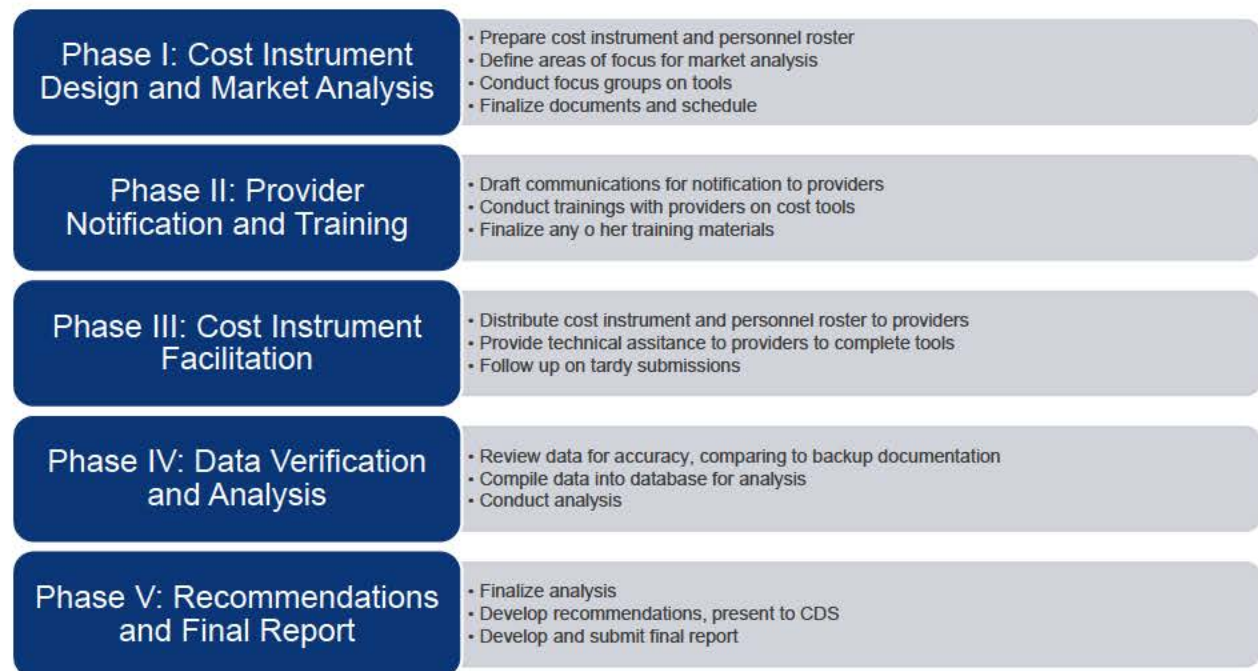 Phase I: Cost Instrument
Design and Market Analysis
• Prepare cost instrument and personnel roster
• Define areas of focus for market analysis
• Conduct focus groups on tools
• Finalize documents and schedule
Phase II: Provider
Notification and Training
• Draft communications for notification to providers
• Conduct trainings with providers on cost tools
• Finalize any o her training materials
Phase III: Cost Instrument
Facilitation
• Distribute cost instrument and personnel roster to providers
• Provide technical assitance to providers to complete tools
• Follow up on tardy submissions
Phase IV: Data Verification
and Analysis
• Review data for accuracy, comparing to backup documentation
• Compile data into database for analysis
• Conduct analysis
Phase V: Recommendations
and Final Report
• Finalize analysis
• Develop recommendations, present to CDS
• Develop and submit final report